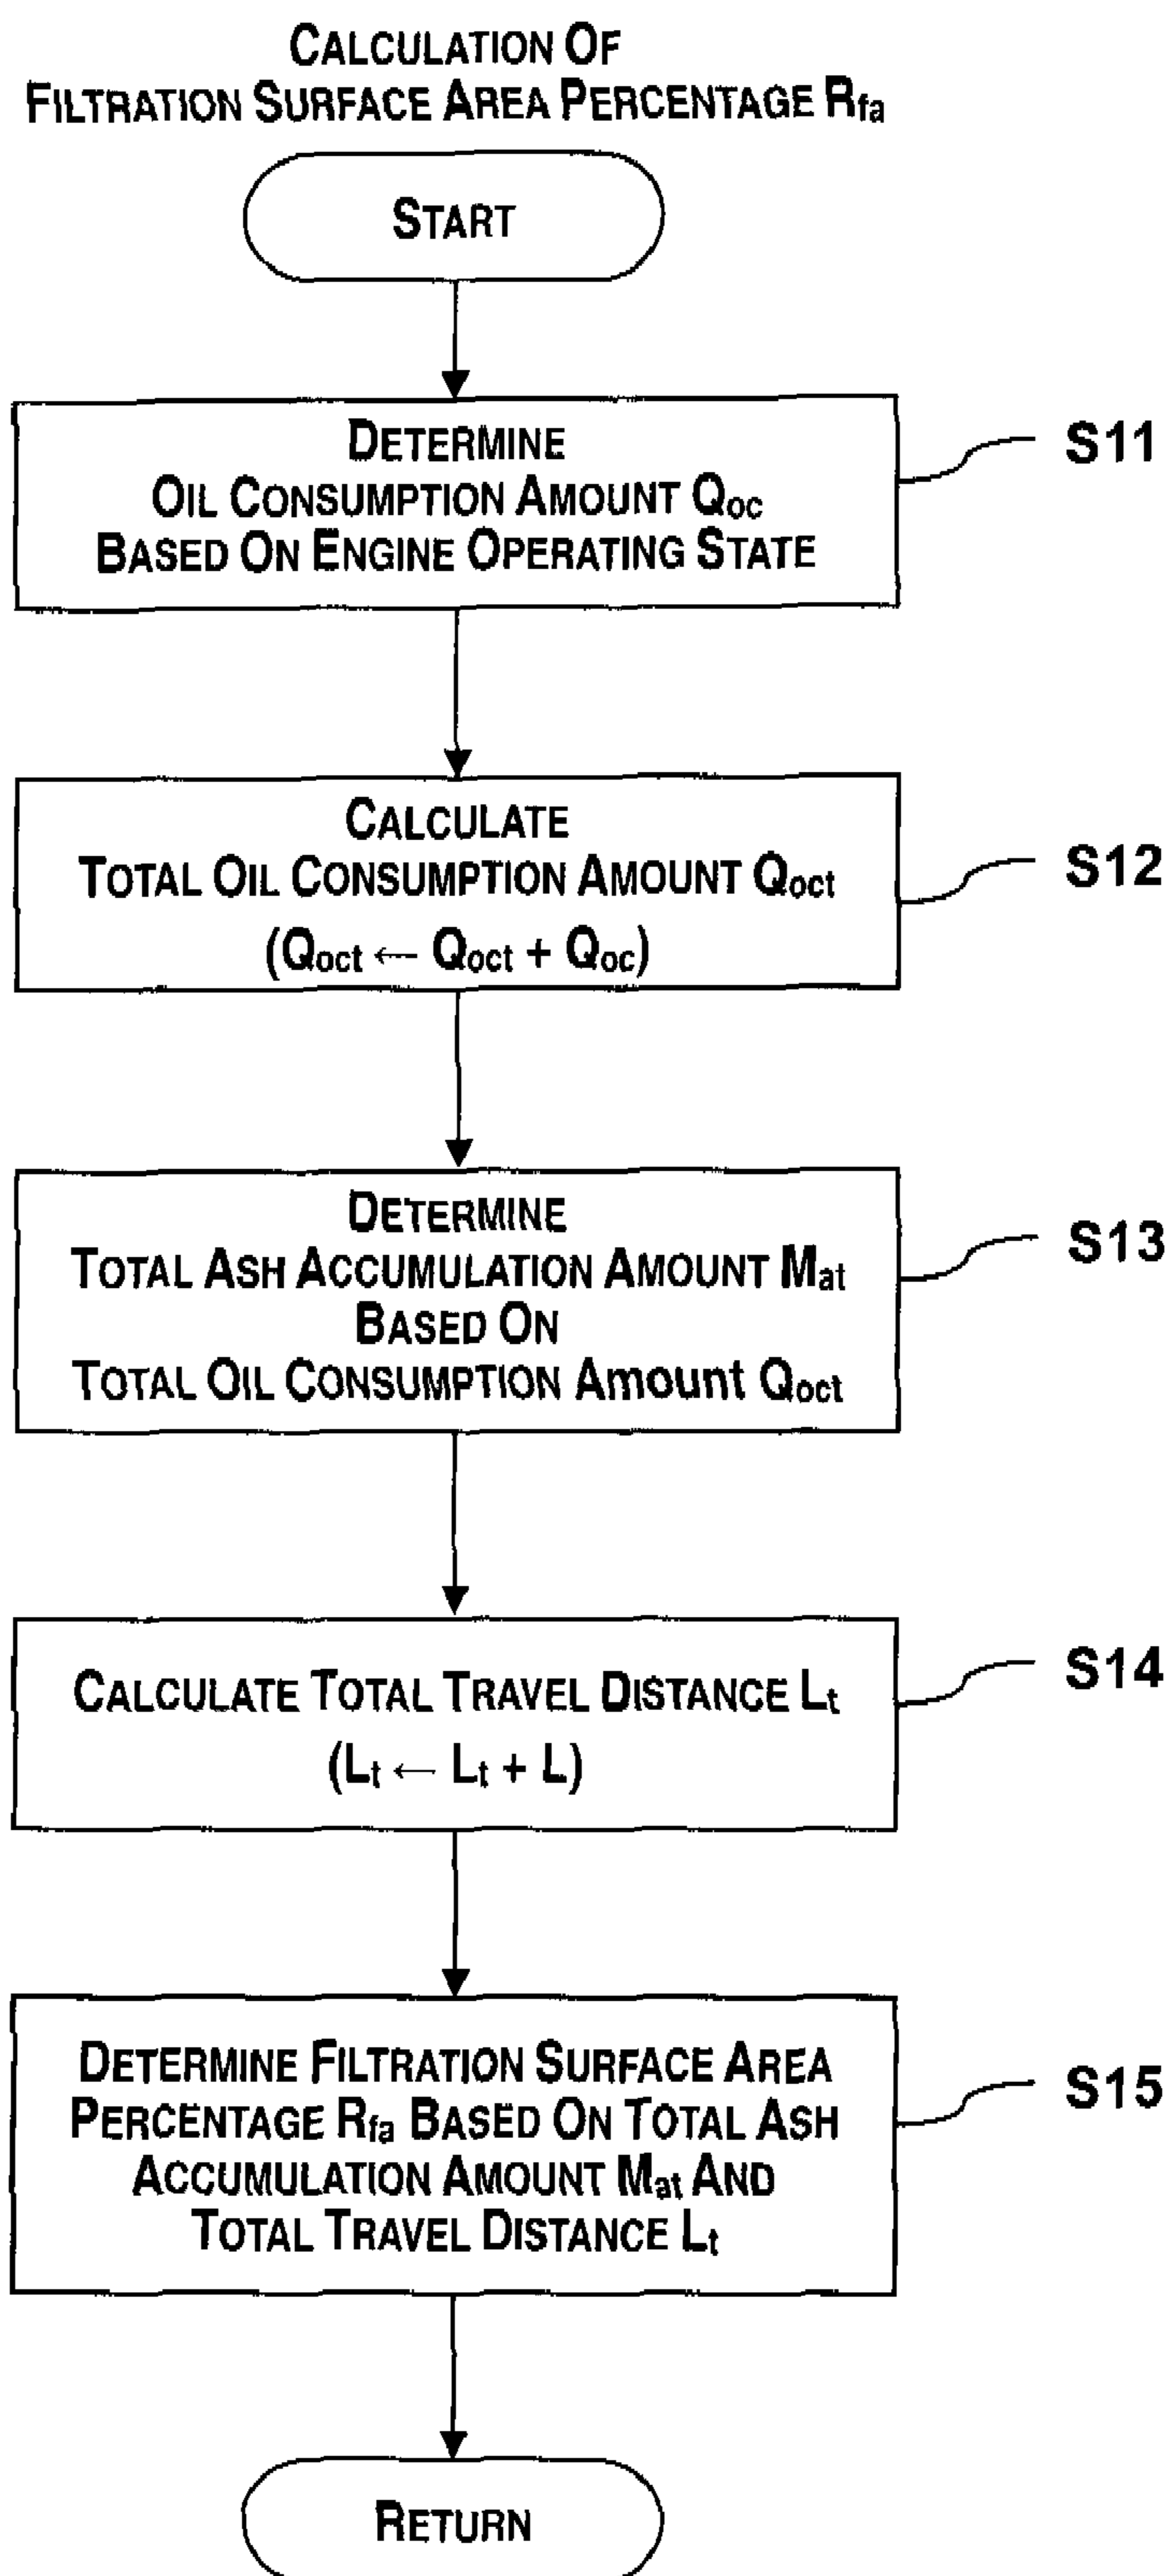 CALCULATION OF
FILTRATION SURFACE AREA PERCENTAGE Rfa
START
DETERMINE
OIL CONSUMPTION AMOUNT Qoc
BASED ON ENGINE OPERATING STATE
S11
CALCULATE
TOTAL OIL CONSUMPTION AMOUNT Qoct
(Qoct ← Qoct + Qoc)
S12
DETERMINE
TOTAL ASH ACCUMULATION AMOUNT Mat
BASED ON
TOTAL OIL CONSUMPTION Amount Qoct
S13
CALCULATE TOTAL TRAVEL DISTANCE Lt
(Lt ← Lt + L)
S14
DETERMINE FILTRATION SURFACE AREA
PERCENTAGE Rfa BASED ON TOTAL ASH
ACCUMULATION AMOUNT Mat AND
TOTAL TRAVEL DISTANCE Lt
S15
RETURN